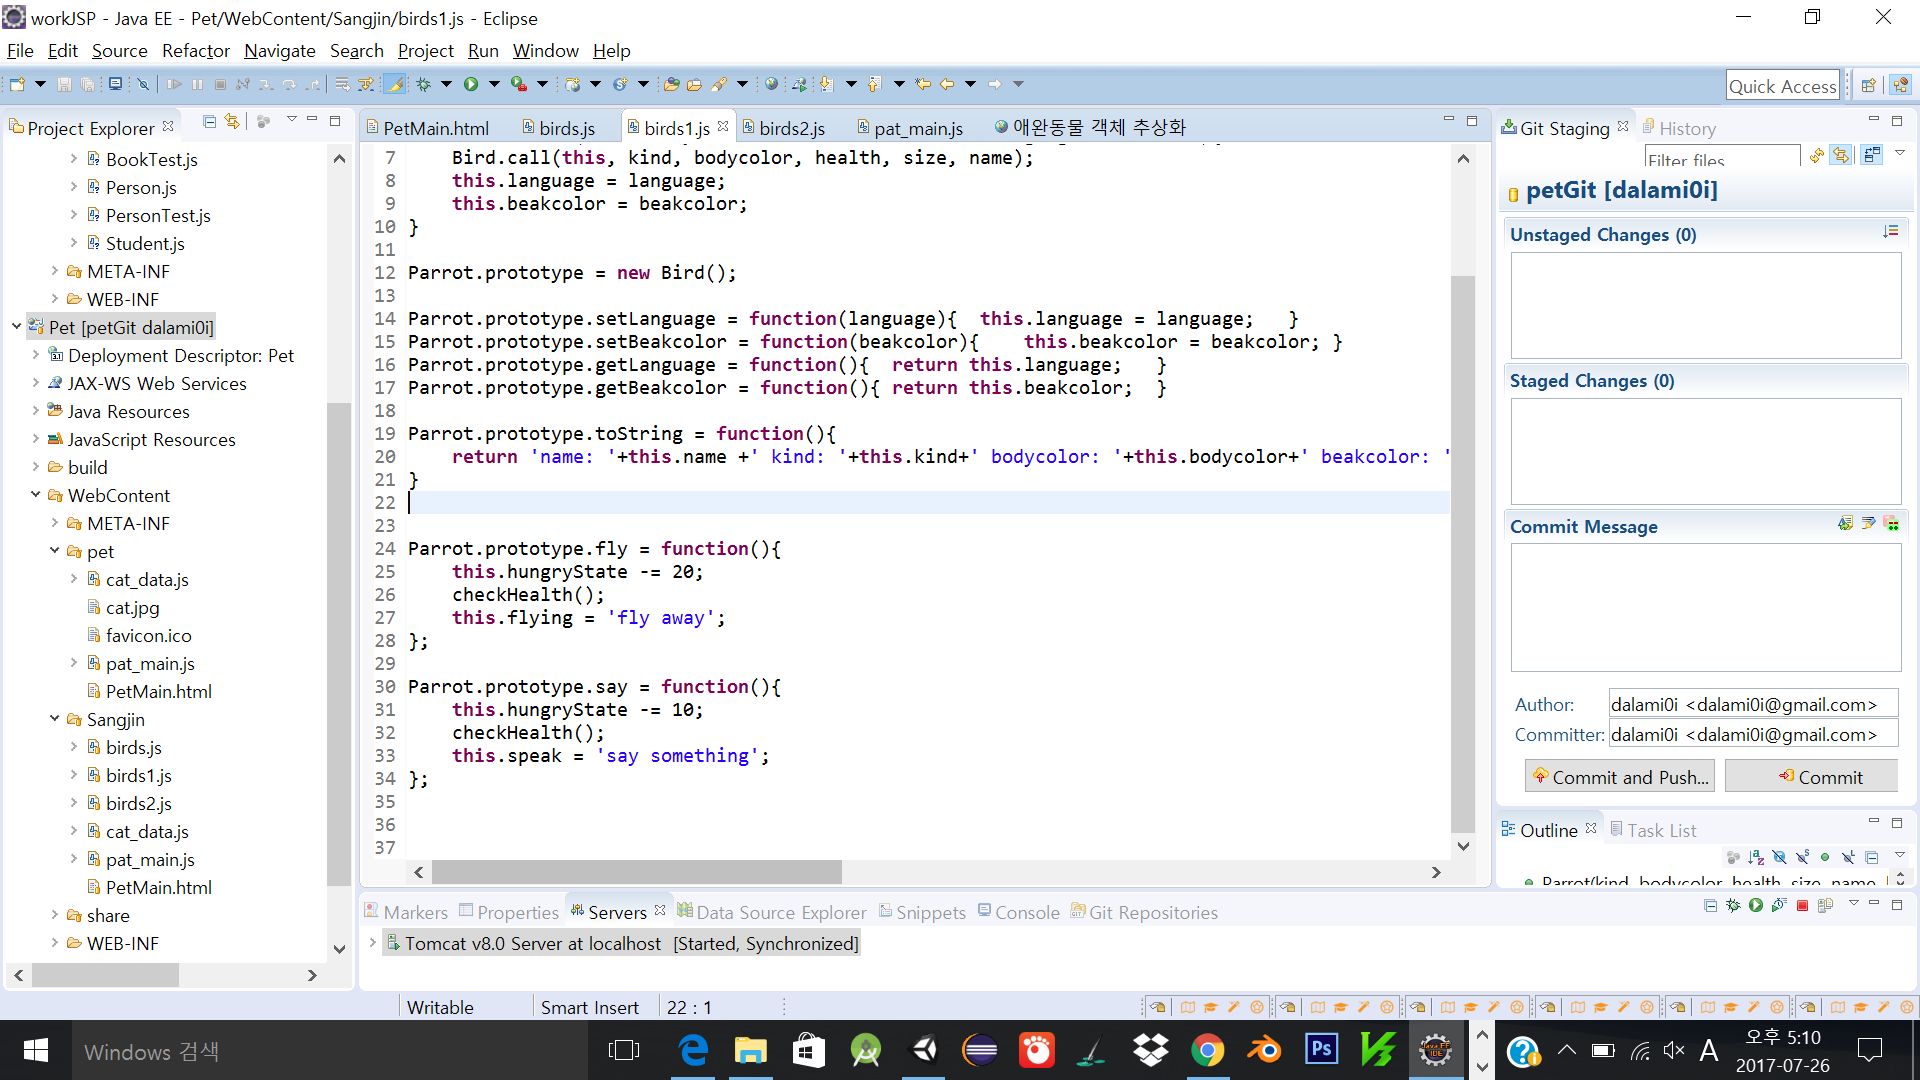 workJSP - Java EE - Pet/WebContent/Sangjin/birds1.js - Eclipse
File Edit Source Refactor Navigate Search Project Run Window Help
Quick Access
Project Explorer
BookTest.js
Person.js
PersonTest.js
Student.js
META-INF
WEB-INF
Pet [petGit dalami0i]
Deployment Descriptor: Pet
JAX-WS Web Services
Java Resources
JavaScript Resources
build
WebContent
META-INF
pet
cat_data.js
cat.jpg
favicon.ico
pat_main.js
PetMain.html
Sangjin
birds.js
birds1.js
birds2.js
cat_data.js
pat_main.js
PetMain.html
share
WEB-INF
PetMain.html birds.js birds1.js birds2.js pat_main.js 애완동물 객체 추상화
7 Bird.call(this, kind, bodycolor, health, size, name);
8 this.language = language;
9 this.beakcolor = beakcolor;
10 }
11
12 Parrot.prototype = new Bird();
13
14 Parrot.prototype.setLanguage = function(language){ this.language = language; }
15 Parrot.prototype.setBeakcolor = function(beakcolor){ this.beakcolor = beakcolor; }
16 Parrot.prototype.getLanguage = function(){ return this.language; }
17 Parrot.prototype.getBeakcolor = function(){ return this.beakcolor; }
18
19 Parrot.prototype.toString = function(){
20 return 'name: '+this.name +' kind: '+this.kind+' bodycolor: '+this.bodycolor+' beakcolor: '
21 }
22
23
24 Parrot.prototype.fly = function(){
25 this.hungryState -= 20;
26 checkHealth();
27 this.flying = 'fly away';
28 };
29
30 Parrot.prototype.say = function(){
31 this.hungryState -= 10;
32 checkHealth();
33 this.speak = 'say something';
34 };
35
36
37
Git Staging History
Filter files
petGit [dalami0i]
Unstaged Changes (0)
Staged Changes (0)
Commit Message
Author: dalami0i <dalami0i@gmail.com>
Committer: dalami0i <dalami0i@gmail.com>
Commit and Push... Commit
Outline Task List
Parrot(kind, bodycolor, health, size, name,
Markers Properties Servers Data Source Explorer Snippets Console Git Repositories
Tomcat v8.0 Server at localhost [Started, Synchronized]
Writable Smart Insert 22 : 1
Windows 검색
Ps
Java EE
IDE
A
오후 5:10
2017-07-26